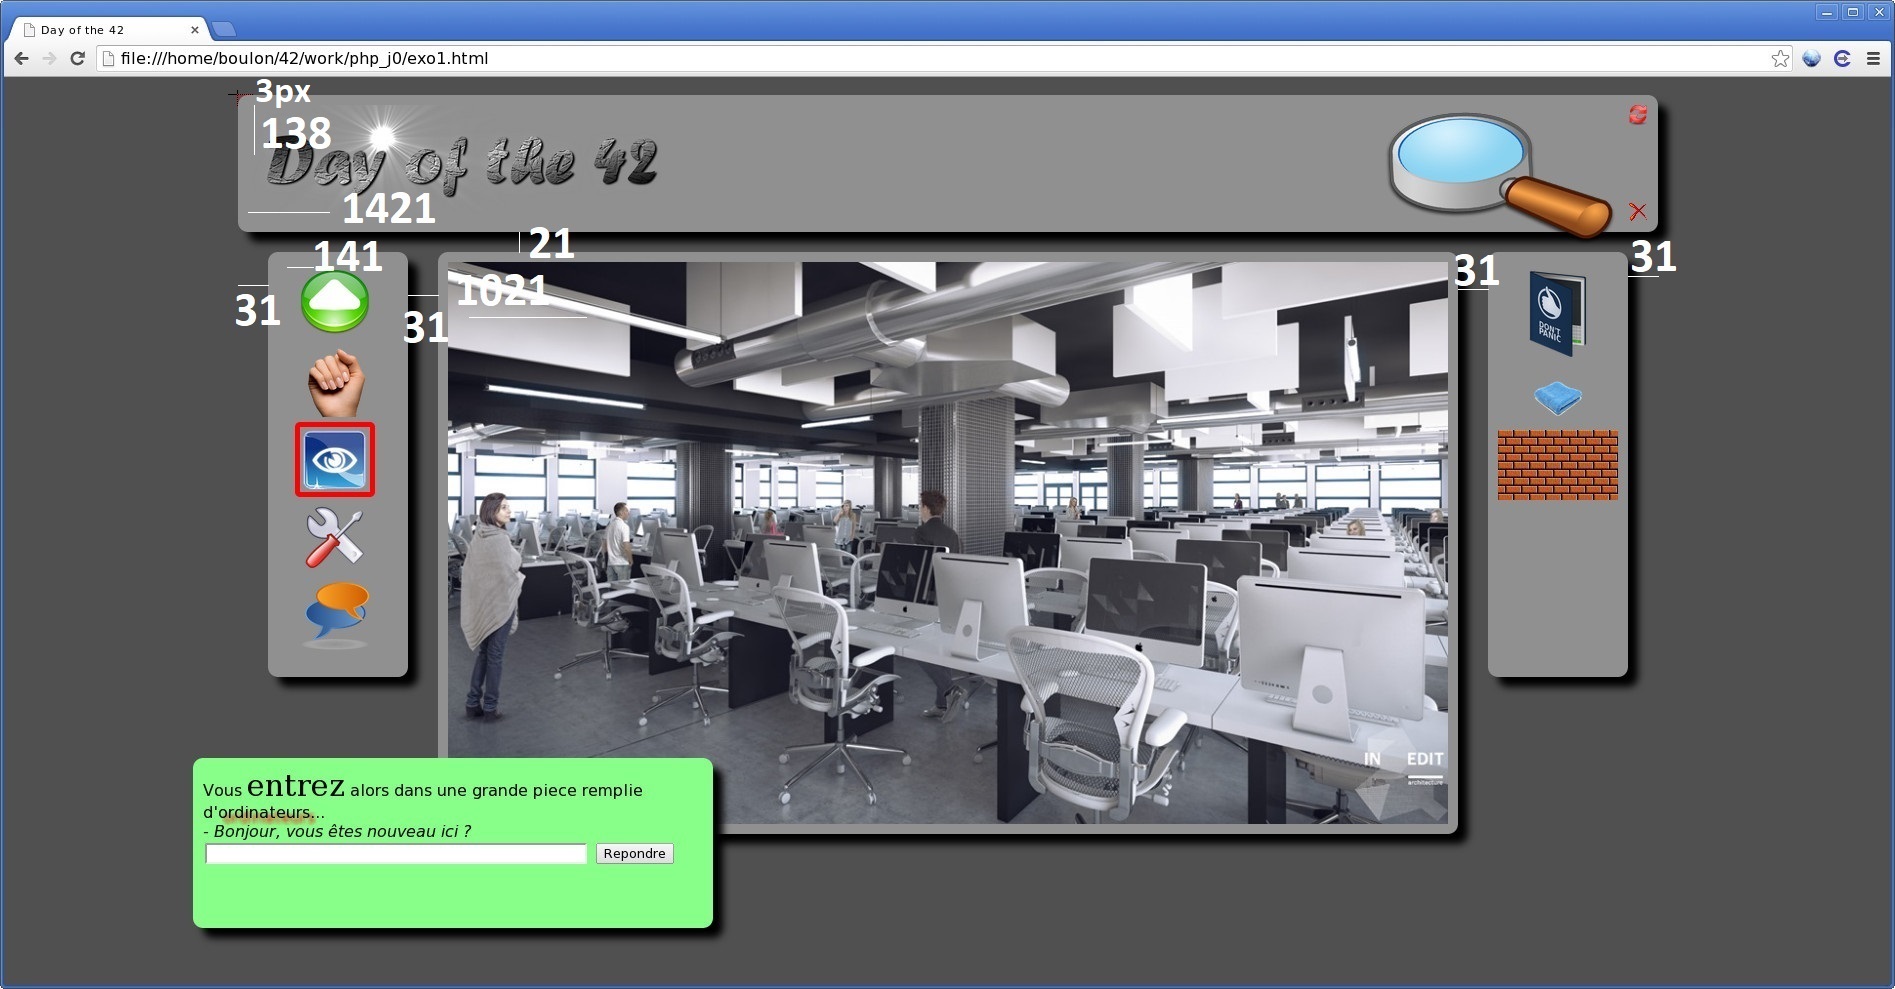 Day of the 42
file:///home/boulon/42/work/php_j0/exo1.html
3px
138
Day of the 42
1421
21
141
31
31
1021
31
31
DON'T
PANIC
IN EDIT
architecture
Vous entrez alors dans une grande piece remplie
d'ordinateurs...
- Bonjour, vous êtes nouveau ici ?
Repondre